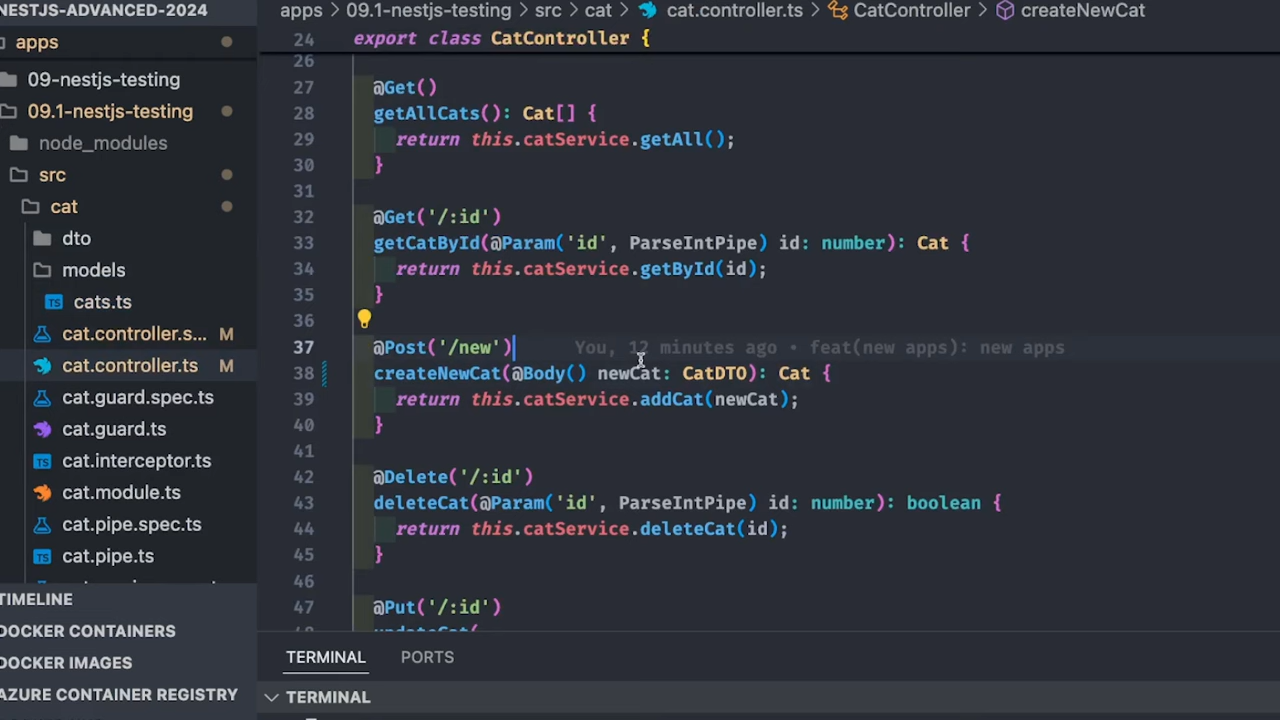 NESTJS-ADVANCED-2024
apps
09-nestjs-testing
09.1-nestjs-testing
node_modules
src
cat
dto
models
TS cats.ts
cat.controller.s... M
cat.controller.ts M
cat.guard.spec.ts
cat.guard.ts
TS cat.interceptor.ts
cat.module.ts
cat.pipe.spec.ts
TS cat.pipe.ts
TIMELINE
DOCKER CONTAINERS
DOCKER IMAGES
AZURE CONTAINER REGISTRY
apps > 09.1-nestjs-testing > src > cat > cat.controller.ts > CatController > createNewCat
24 export class CatController {
26
27 @Get()
28 getAllCats(): Cat[] {
29 return this.catService.getAll();
30 }
31
32 @Get('/:id')
33 getCatById(@Param('id', ParseIntPipe) id: number): Cat {
34 return this.catService.getById(id);
35 }
36
37 @Post('/new') You, 12 minutes ago • feat(new apps): new apps
38 createNewCat(@Body() newCat: CatDTO): Cat {
39 return this.catService.addCat(newCat);
40 }
41
42 @Delete('/:id')
43 deleteCat(@Param('id', ParseIntPipe) id: number): boolean {
44 return this.catService.deleteCat(id);
45 }
46
47 @Put('/:id')
TERMINAL PORTS
TERMINAL